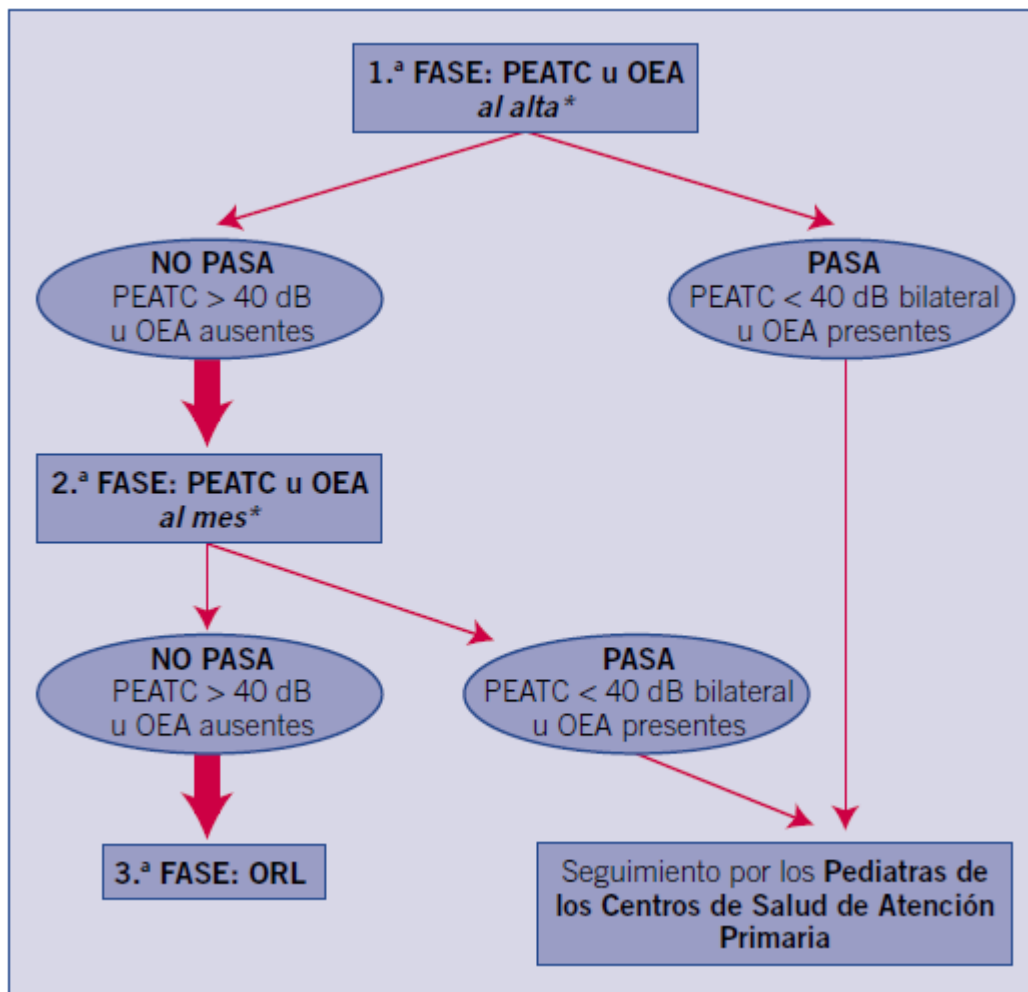 1.ª FASE: PEATC u OEA
al alta*
NO PASA
PEATC > 40 dB
u OEA ausentes
PASA
PEATC < 40 dB bilateral
u OEA presentes
2.ª FASE: PEATC u OEA
al mes*
NO PASA
PEATC > 40 dB
u OEA ausentes
PASA
PEATC < 40 dB bilateral
u OEA presentes
3.ª FASE: ORL
Seguimiento por los Pediatras de
los Centros de Salud de Atención
Primaria